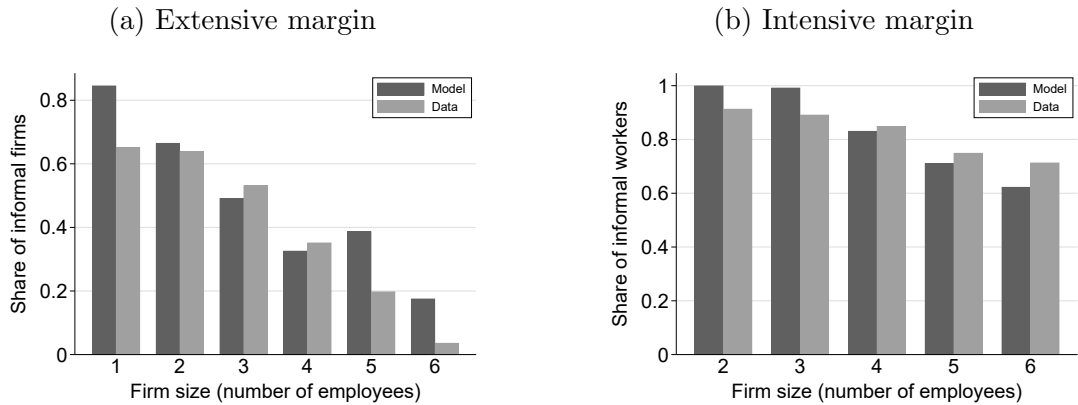 (a) Extensive margin
Share of informal firms
0.8
0.6
0.4
0.2
0
Model
Data
1 2 3 4 5 6
Firm size (number of employees)
(b) Intensive margin
Share of informal workers
1
0.8
0.6
0.4
0.2
0
Model
Data
2 3 4 5 6
Firm size (number of employees)